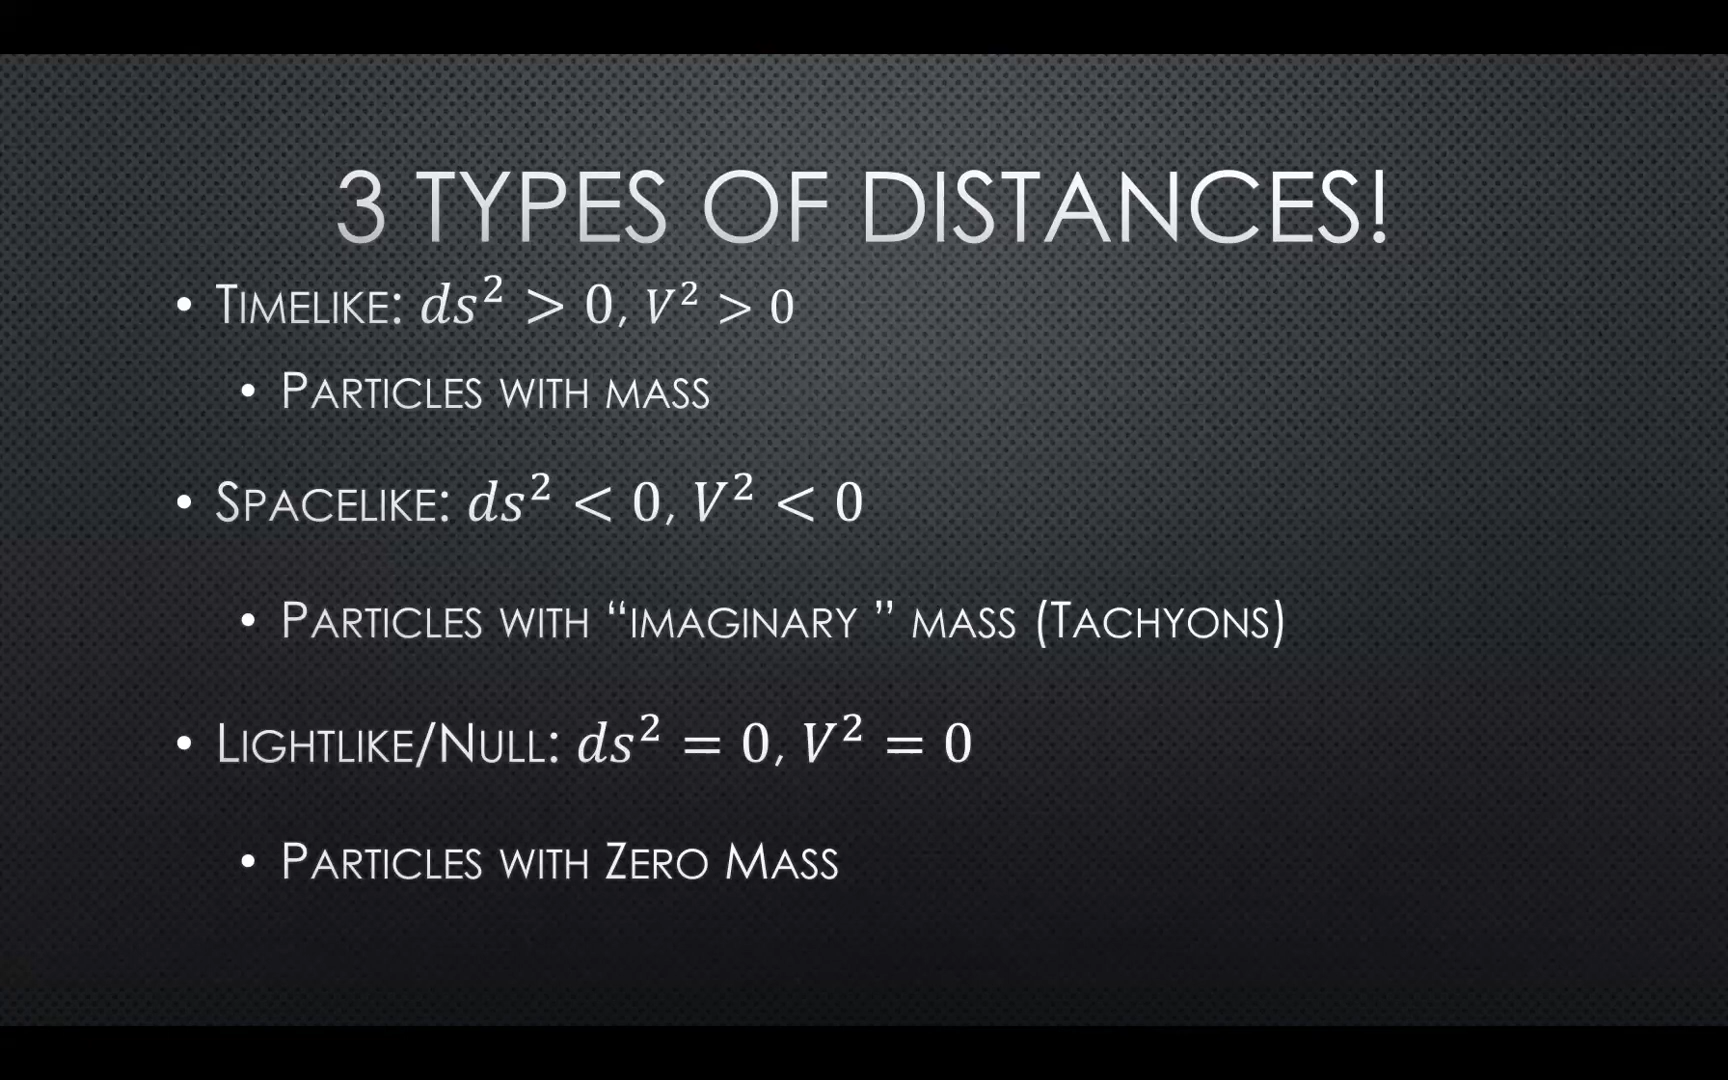 3 TYPES OF DISTANCES!
• TIMELIKE: ds² > 0, V² > 0
• PARTICLES WITH MASS
• SPACELIKE: ds² < 0, V² < 0
• PARTICLES WITH “IMAGINARY ” MASS (TACHYONS)
• LIGHTLIKE/NULL: ds² = 0, V² = 0
• PARTICLES WITH ZERO MASS